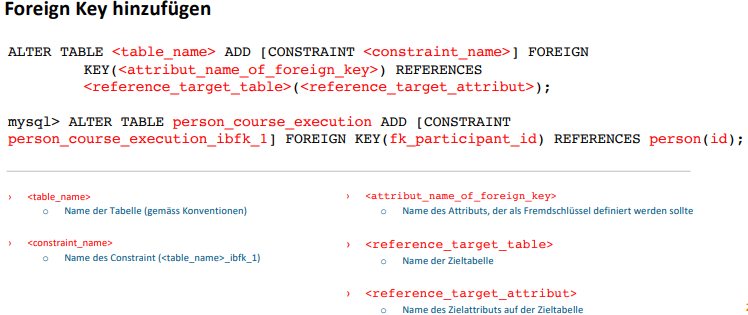 Foreign Key hinzufügen
ALTER TABLE <table_name> ADD [CONSTRAINT <constraint_name>] FOREIGN
KEY(<attribut_name_of_foreign_key>) REFERENCES
<reference_target_table>(<reference_target_attribut>);
mysql> ALTER TABLE person_course_execution ADD [CONSTRAINT
person_course_execution_ibfk_1] FOREIGN KEY(fk_participant_id) REFERENCES person(id);
› <table_name>
o Name der Tabelle (gemäss Konventionen)
› <constraint_name>
o Name des Constraint (<table_name>_ibfk_1)
› <attribut_name_of_foreign_key>
o Name des Attributs, der als Fremdschlüssel definiert werden sollte
› <reference_target_table>
o Name der Zieltabelle
› <reference_target_attribut>
o Name des Zielattributs auf der Zieltabelle